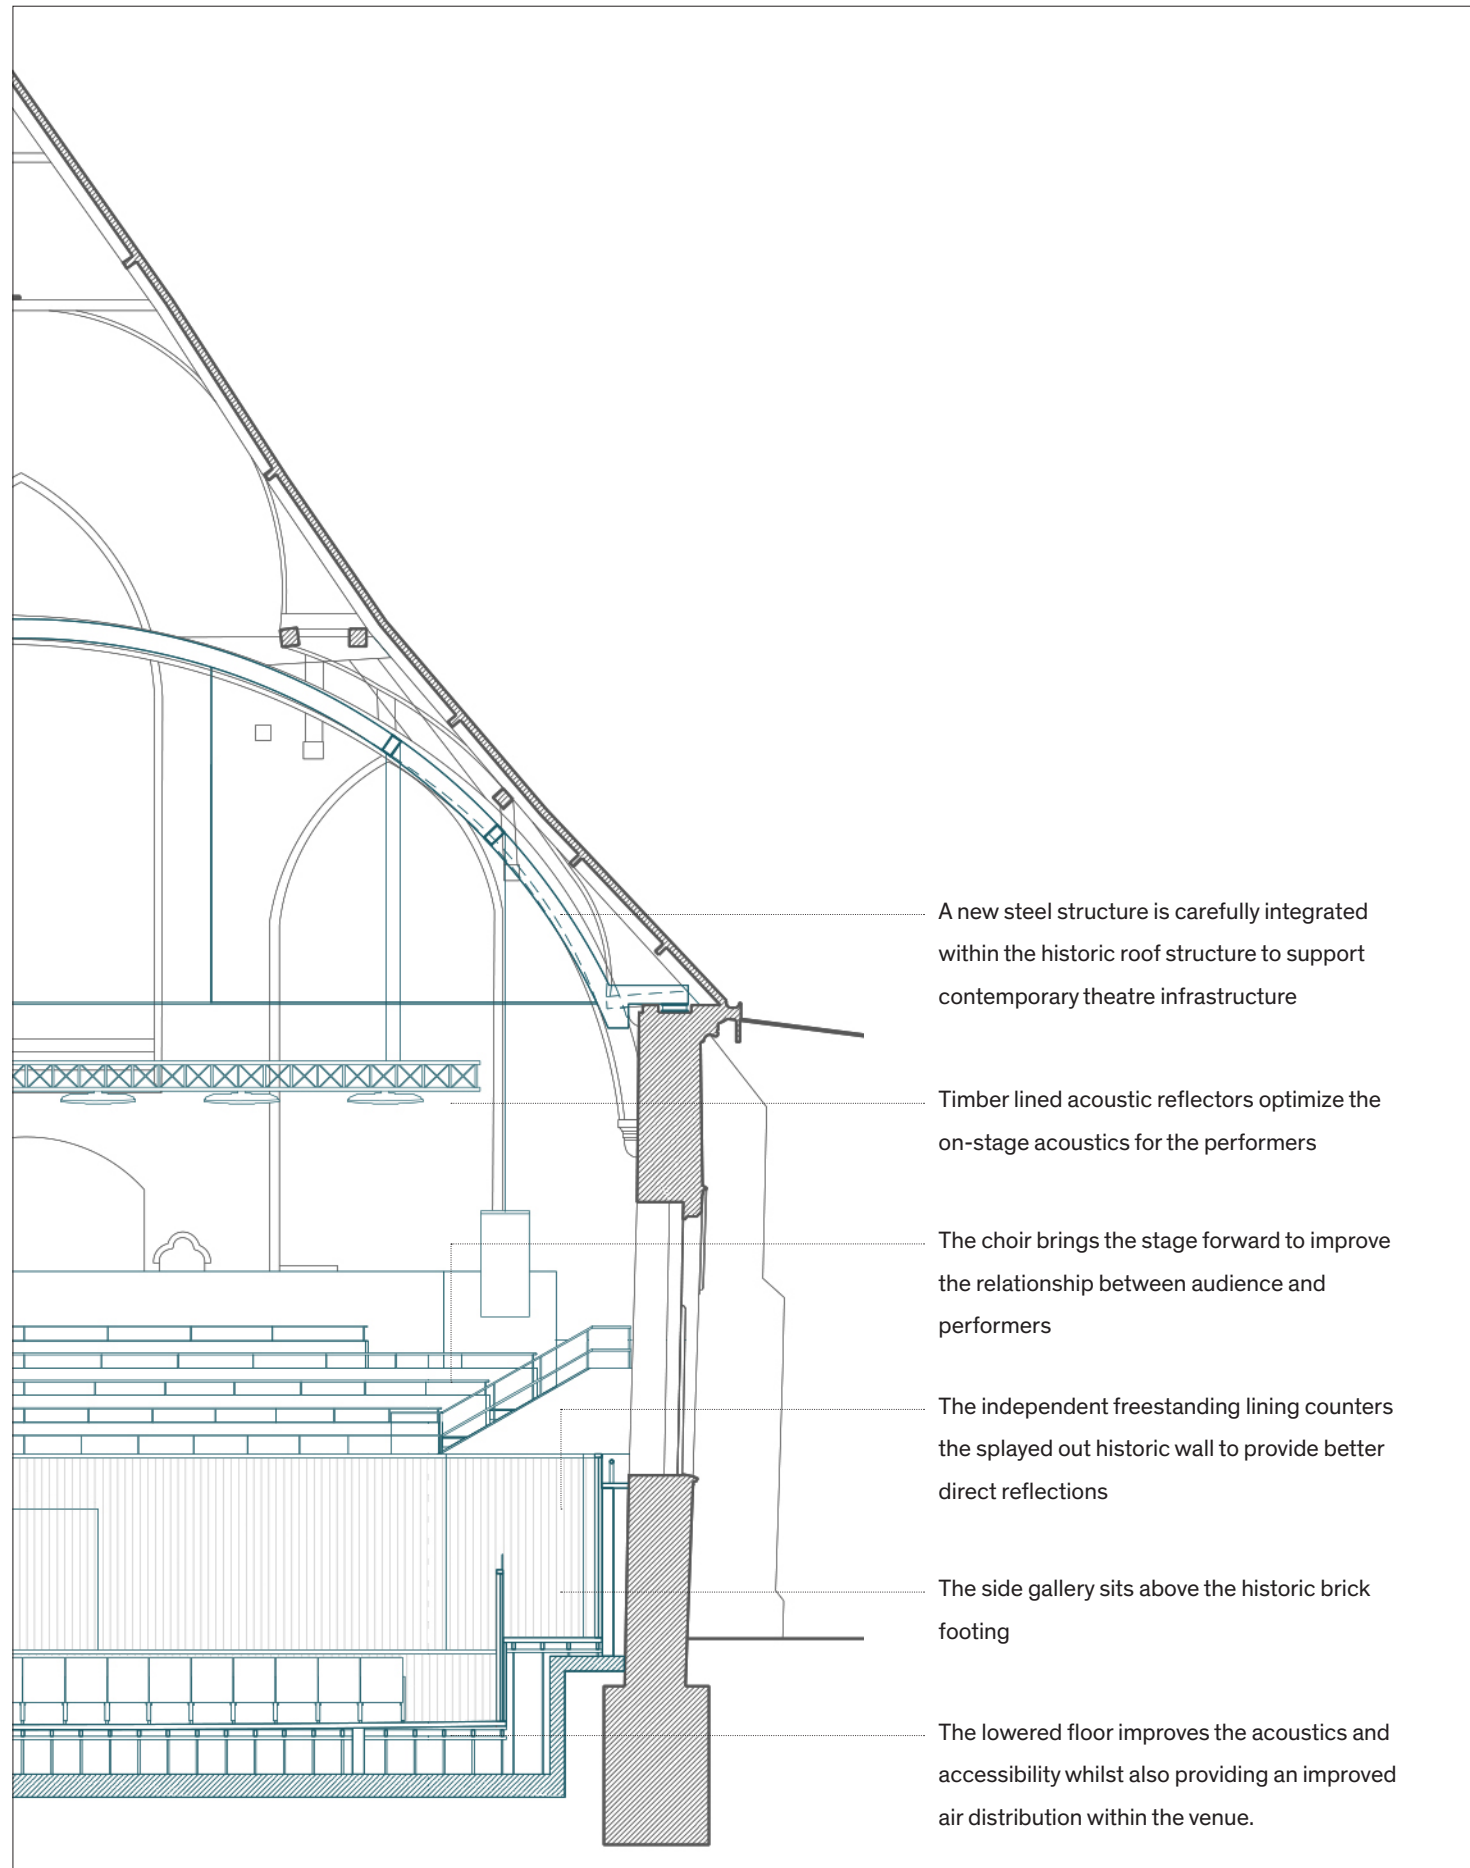 A new steel structure is carefully integrated
within the historic roof structure to support
contemporary theatre infrastructure
Timber lined acoustic reflectors optimize the
on-stage acoustics for the performers
The choir brings the stage forward to improve
the relationship between audience and
performers
The independent freestanding lining counters
the splayed out historic wall to provide better
direct reflections
The side gallery sits above the historic brick
footing
The lowered floor improves the acoustics and
accessibility whilst also providing an improved
air distribution within the venue.